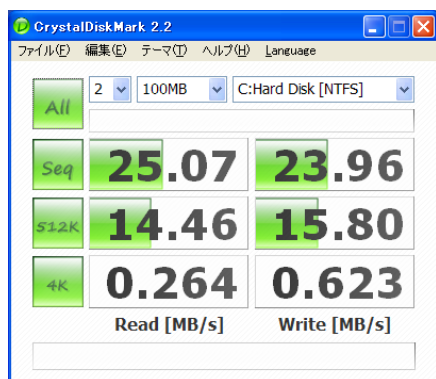 CrystalDiskMark 2.2
ファイル(F) 編集(E) テーマ(T) ヘルプ(H) Language
All 2 100MB C:Hard Disk [NTFS]
Seq 25.07 23.96
512K 14.46 15.80
4K 0.264 0.623
Read [MB/s] Write [MB/s]